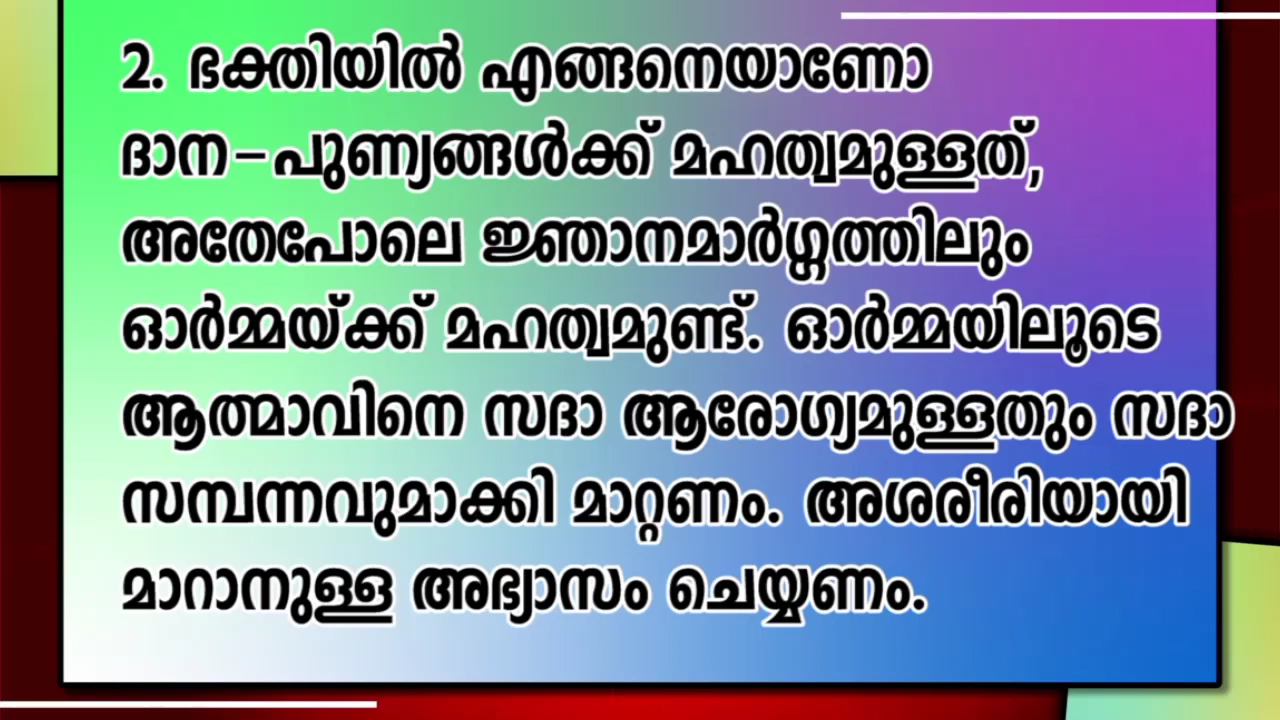 2. ഭക്തിയിൽ എങ്ങനെയാണോ
ദാന-പുണ്യങ്ങൾക്ക് മഹത്വമുള്ളത്,
അതേപോലെ ജ്ഞാനമാർഗ്ഗത്തിലും
ഓർമ്മയ്ക്ക് മഹത്വമുണ്ട്. ഓർമ്മയിലൂടെ
ആത്മാവിനെ സദാ ആരോഗ്യമുള്ളതും സദാ
സമ്പന്നവുമാക്കി മാറ്റണം. അശരീരിയായി
മാറാനുള്ള അഭ്യാസം ചെയ്യണം.